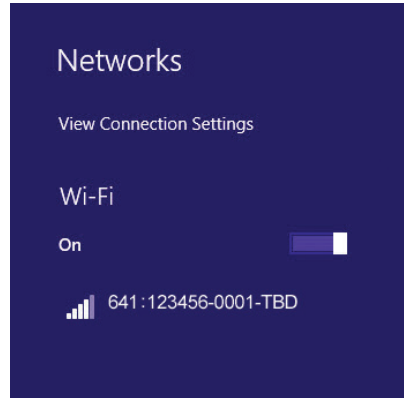 Networks
View Connection Settings
Wi-Fi
On
641:123456-0001-TBD